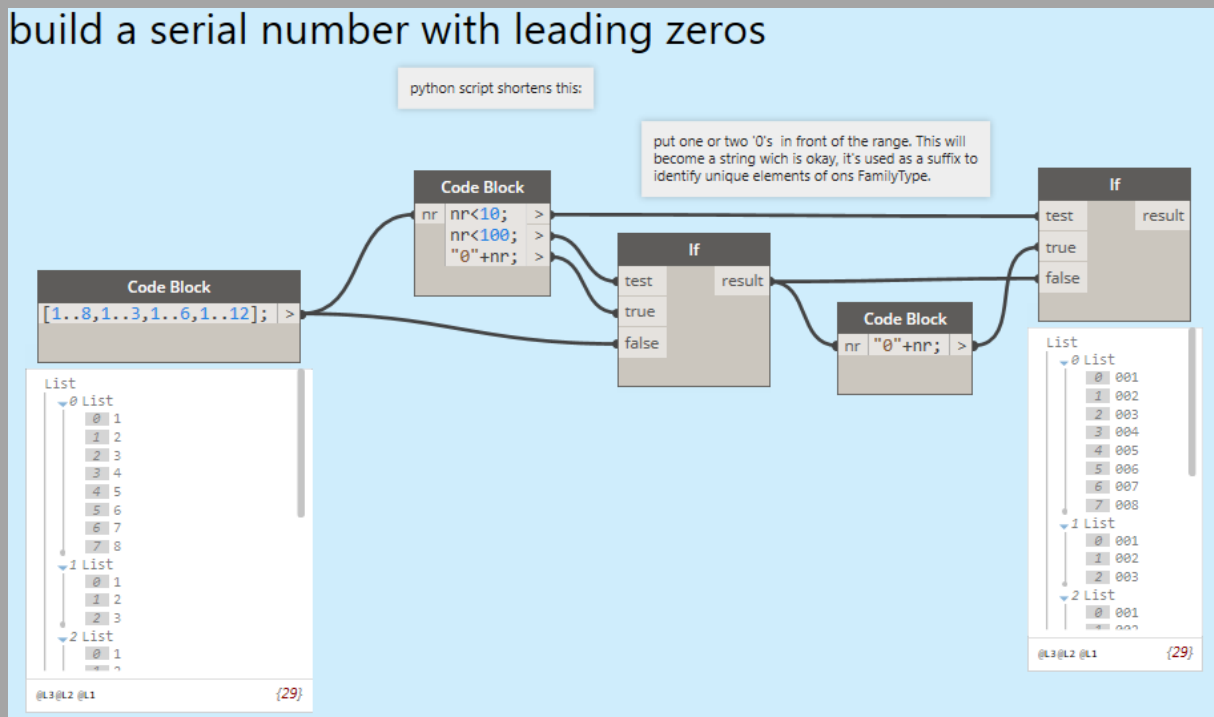 build a serial number with leading zeros
python script shortens this:
put one or two '0's in front of the range. This will
become a string wich is okay, it's used as a suffix to
identify unique elements of ons FamilyType.
Code Block
nr nr<10; >
nr<100; >
"0"+nr; >
If
test result
true
false
If
test result
true
false
Code Block
[1..8,1..3,1..6,1..12]; >
Code Block
nr "0"+nr; >
List
0 List
0 1
1 2
2 3
3 4
4 5
5 6
6 7
7 8
1 List
0 1
1 2
2 3
2 List
0 1
@L3@L2 @L1 {29}
List
0 List
0 001
1 002
2 003
3 004
4 005
5 006
6 007
7 008
1 List
0 001
1 002
2 003
2 List
0 001
@L3@L2 @L1 {29}